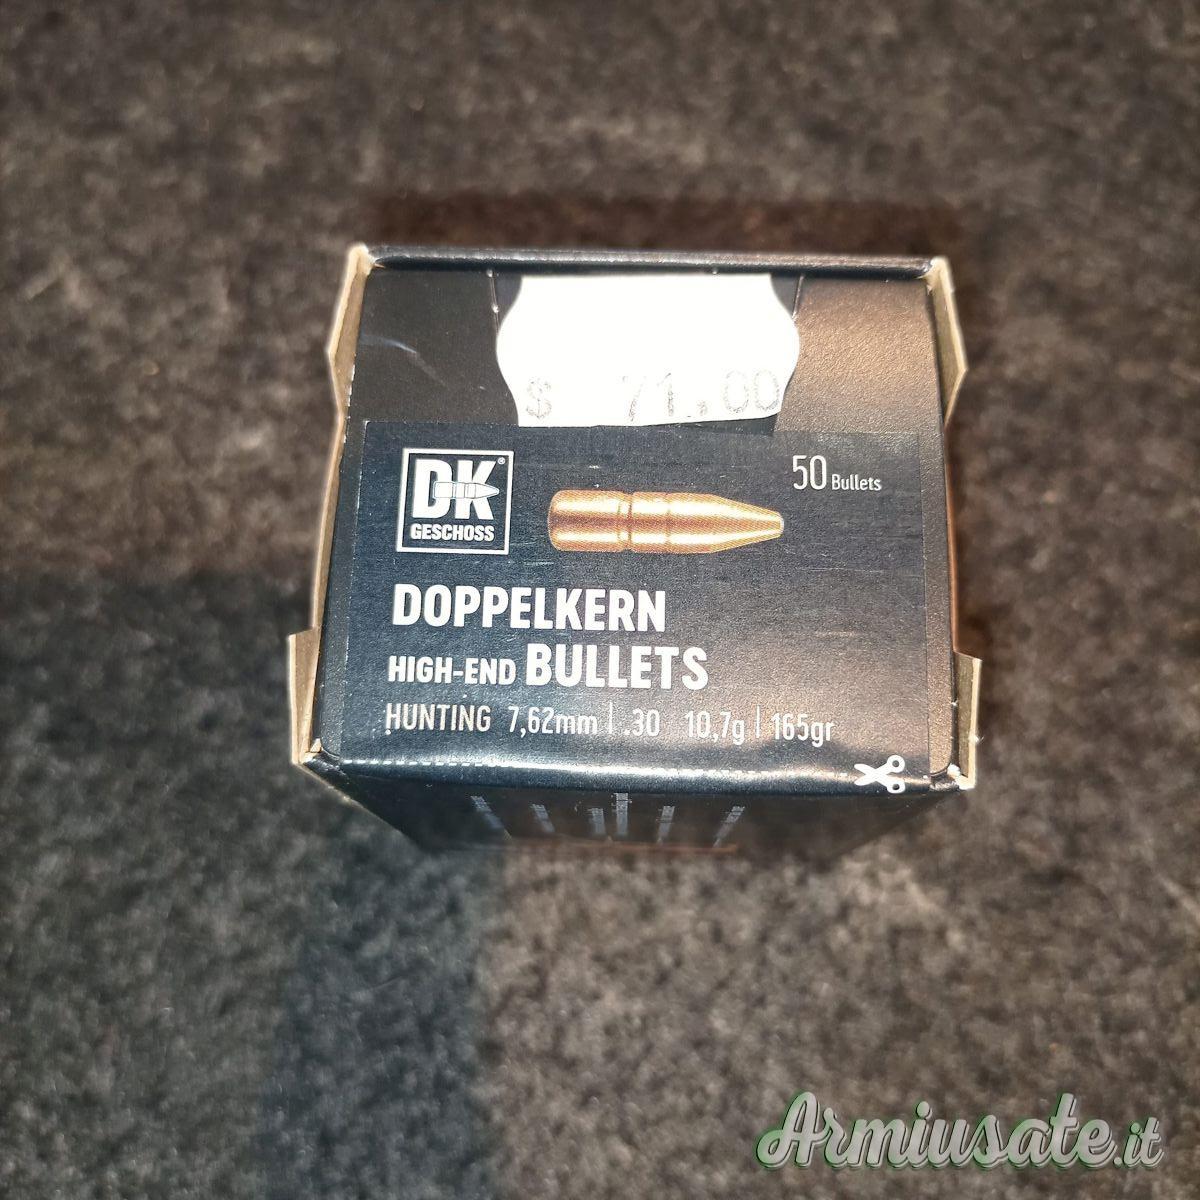 $ 71.00
DK®
GESCHOSS
50 Bullets
DOPPELKERN
HIGH-END BULLETS
HUNTING 7,62mm | .30 10,7g | 165gr
Armiusate.it